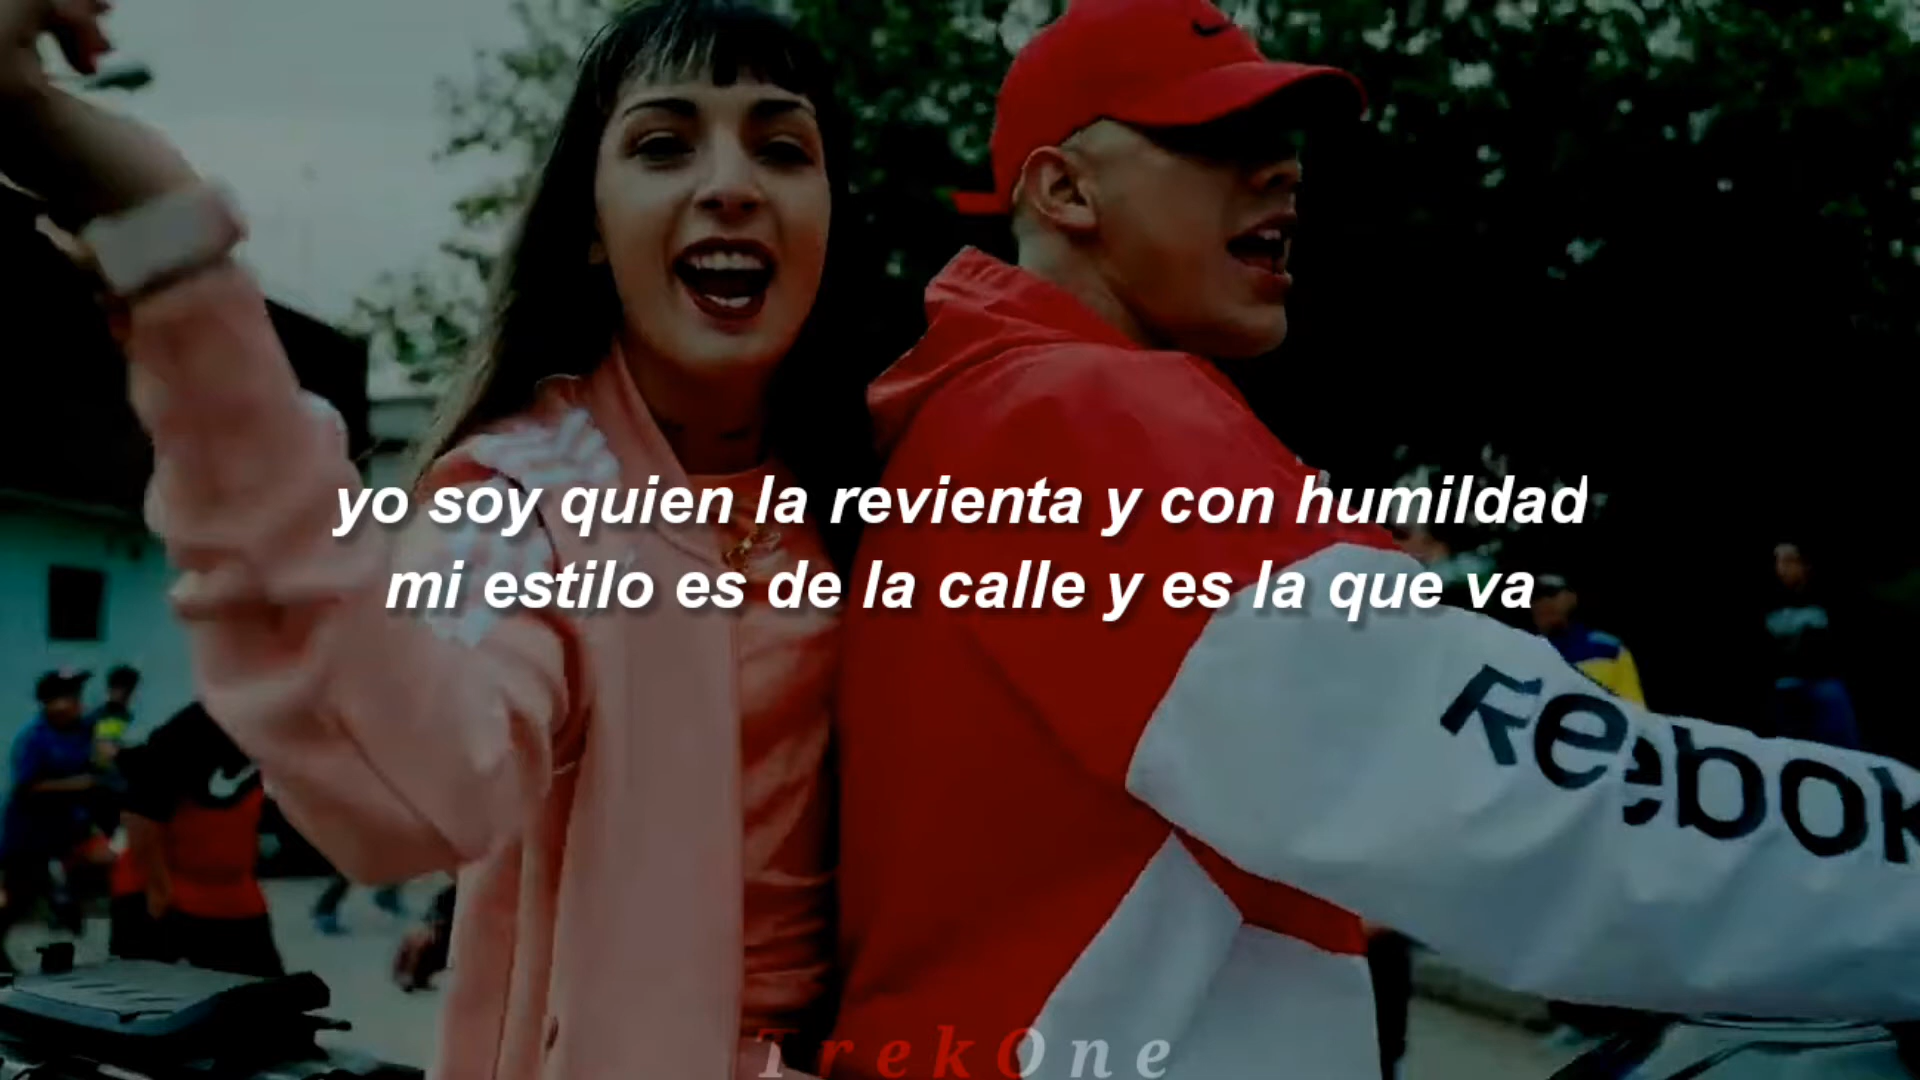 yo soy quien la revienta y con humildad
mi estilo es de la calle y es la que va
Reebok
TrekOne